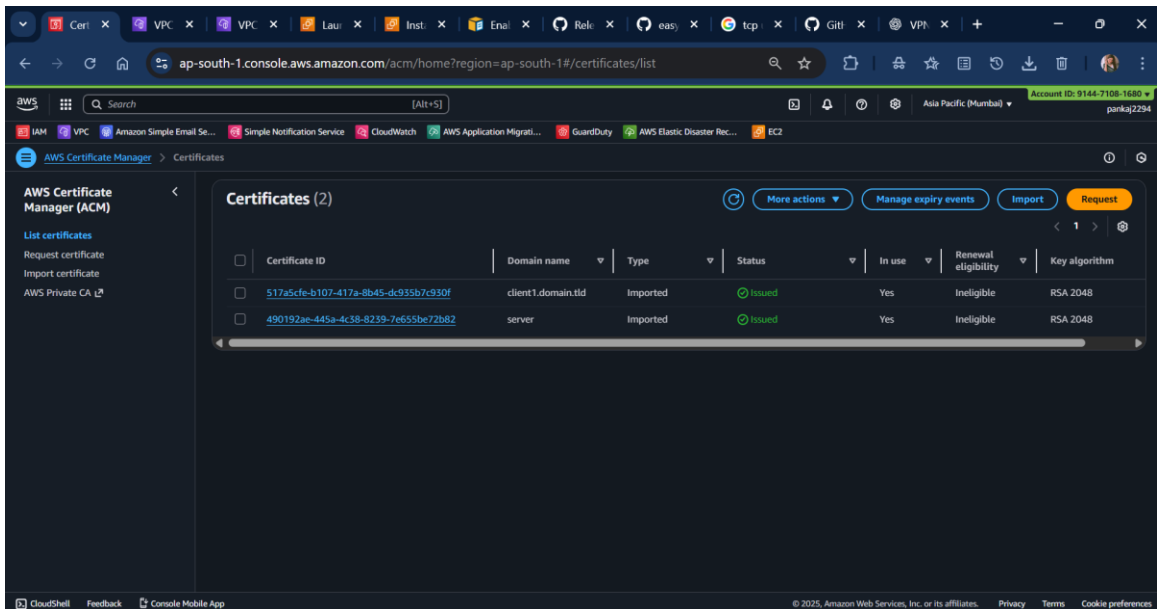 Cert
VPC
VPC
Laur
Inst
Enal
Rele
easy
tcp
Gith
VPN
ap-south-1.console.aws.amazon.com/acm/home?region=ap-south-1#/certificates/list
aws
Search
[Alt+S]
Asia Pacific (Mumbai)
Account ID: 9144-7108-1680
pankaj2294
IAM
VPC
Amazon Simple Email Se...
Simple Notification Service
CloudWatch
AWS Application Migrati...
GuardDuty
AWS Elastic Disaster Rec...
EC2
AWS Certificate Manager > Certificates
AWS Certificate
Manager (ACM)
List certificates
Request certificate
Import certificate
AWS Private CA
Certificates (2)
More actions
Manage expiry events
Import
Request
1
Certificate ID
Domain name
Type
Status
In use
Renewal
eligibility
Key algorithm
517a5cfe-b107-417a-8b45-dc935b7c930f client1.domain.tld Imported Issued Yes Ineligible RSA 2048
490192ae-445a-4c38-8239-7e655be72b82 server Imported Issued Yes Ineligible RSA 2048
CloudShell
Feedback
Console Mobile App
© 2025, Amazon Web Services, Inc. or its affiliates.
Privacy
Terms
Cookie preferences